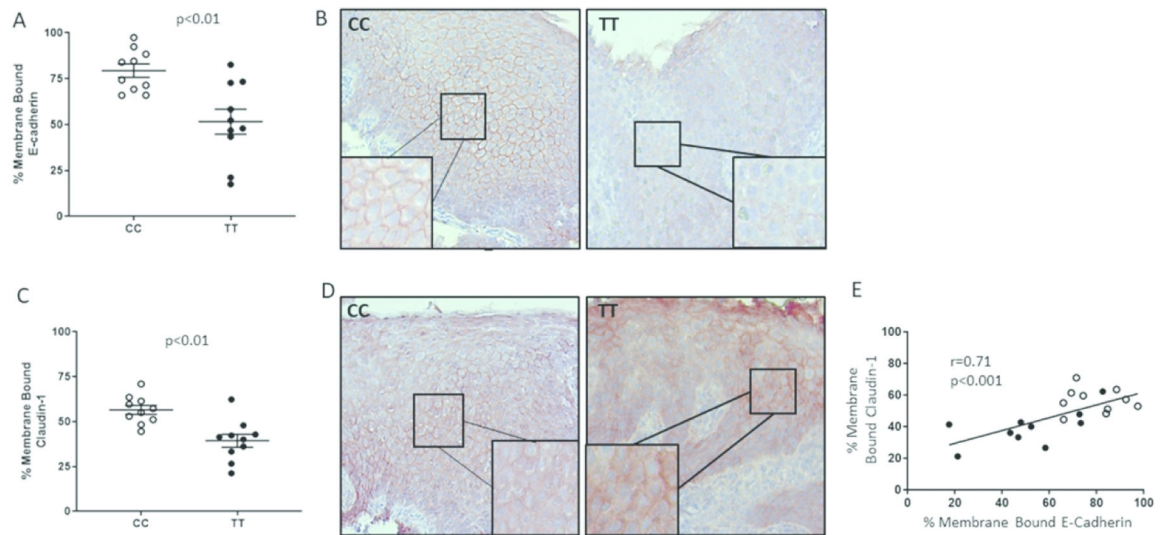 A
p<0.01
100
75
50
25
0
% Membrane Bound
E-cadherin
CC
TT
B
CC
TT
C
p<0.01
100
75
50
25
0
% Membrane Bound
Claudin-1
CC
TT
D
CC
TT
E
r=0.71
p<0.001
100
80
60
40
20
0
% Membrane
Bound Claudin-1
0
20
40
60
80
100
% Membrane Bound E-Cadherin